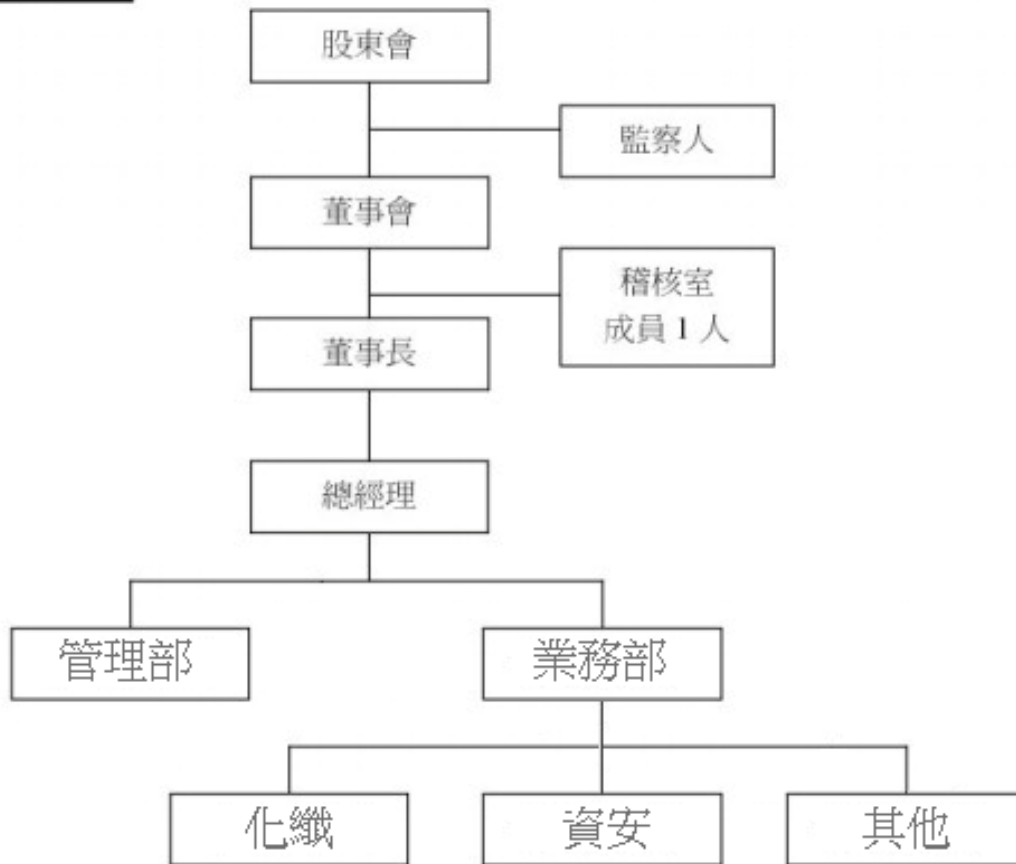 股東會
監察人
董事會
稽核室
成員 1 人
董事長
總經理
管理部
業務部
化纖
資安
其他